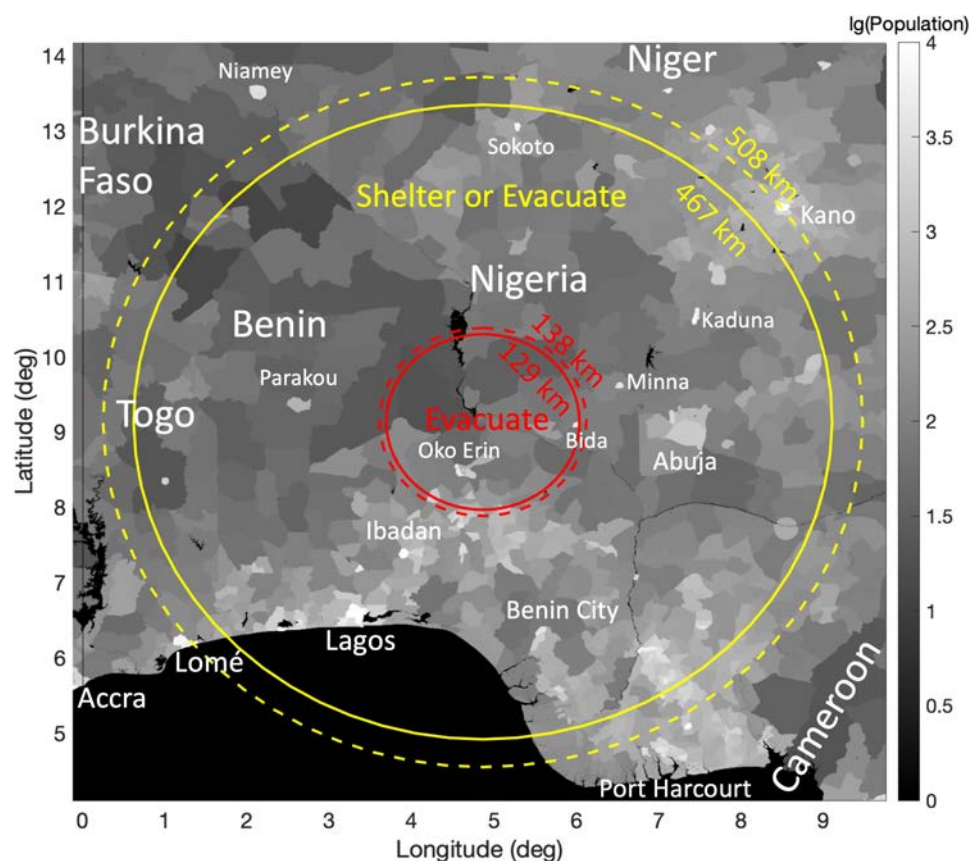 lg(Population)
14
13
12
11
10
9
8
7
6
5
Latitude (deg)
Niamey
Niger
Burkina
Faso
Sokoto
508 km
467 km
Shelter or Evacuate
Kano
Nigeria
Kaduna
Benin
138 km
129 km
Parakou
Minna
Togo
Evacuate
Oko Erin
Bida
Abuja
Ibadan
Benin City
Lagos
Lomé
Accra
Cameroon
Port Harcourt
0
1
2
3
4
5
6
7
8
9
Longitude (deg)
4
3.5
3
2.5
2
1.5
1
0.5
0